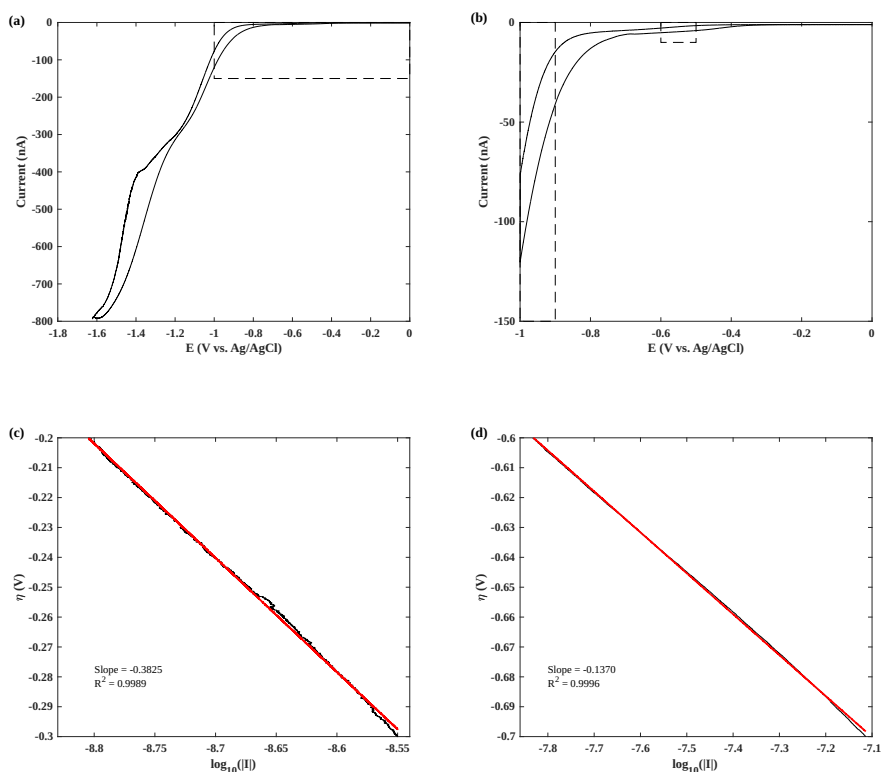 (a)
0
-100
-200
-300
-400
-500
-600
-700
-800
Current (nA)
-1.8 -1.6 -1.4 -1.2 -1 -0.8 -0.6 -0.4 -0.2 0
E (V vs. Ag/AgCl)
(b)
0
-50
-100
-150
Current (nA)
-1 -0.8 -0.6 -0.4 -0.2 0
E (V vs. Ag/AgCl)
(c)
-0.2
-0.21
-0.22
-0.23
-0.24
-0.25
-0.26
-0.27
-0.28
-0.29
-0.3
η (V)
Slope = -0.3825
R2 = 0.9989
-8.8 -8.75 -8.7 -8.65 -8.6 -8.55
log10(|I|)
(d)
-0.6
-0.61
-0.62
-0.63
-0.64
-0.65
-0.66
-0.67
-0.68
-0.69
-0.7
η (V)
Slope = -0.1370
R2 = 0.9996
-7.8 -7.7 -7.6 -7.5 -7.4 -7.3 -7.2 -7.1
log10(|I|)